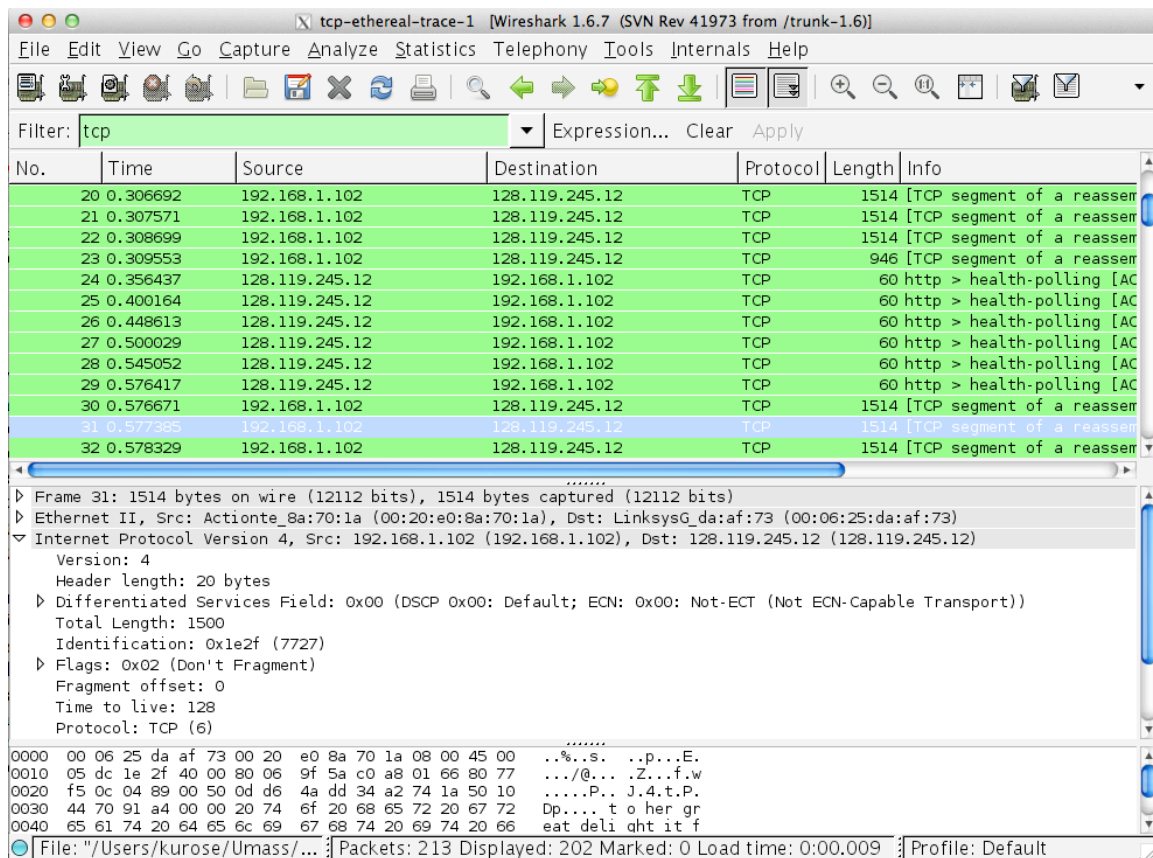 tcp-ethereal-trace-1 [Wireshark 1.6.7 (SVN Rev 41973 from /trunk-1.6)]
File Edit View Go Capture Analyze Statistics Telephony Tools Internals Help
Filter: tcp Expression... Clear Apply
No. Time Source Destination Protocol Length Info
20 0.306692 192.168.1.102 128.119.245.12 TCP 1514 [TCP segment of a reassem
21 0.307571 192.168.1.102 128.119.245.12 TCP 1514 [TCP segment of a reassem
22 0.308699 192.168.1.102 128.119.245.12 TCP 1514 [TCP segment of a reassem
23 0.309553 192.168.1.102 128.119.245.12 TCP 946 [TCP segment of a reassem
24 0.356437 128.119.245.12 192.168.1.102 TCP 60 http > health-polling [AC
25 0.400164 128.119.245.12 192.168.1.102 TCP 60 http > health-polling [AC
26 0.448613 128.119.245.12 192.168.1.102 TCP 60 http > health-polling [AC
27 0.500029 128.119.245.12 192.168.1.102 TCP 60 http > health-polling [AC
28 0.545052 128.119.245.12 192.168.1.102 TCP 60 http > health-polling [AC
29 0.576417 128.119.245.12 192.168.1.102 TCP 60 http > health-polling [AC
30 0.576671 192.168.1.102 128.119.245.12 TCP 1514 [TCP segment of a reassem
31 0.577385 192.168.1.102 128.119.245.12 TCP 1514 [TCP segment of a reassem
32 0.578329 192.168.1.102 128.119.245.12 TCP 1514 [TCP segment of a reassem
Frame 31: 1514 bytes on wire (12112 bits), 1514 bytes captured (12112 bits)
Ethernet II, Src: Actionte_8a:70:1a (00:20:e0:8a:70:1a), Dst: LinksysG_da:af:73 (00:06:25:da:af:73)
Internet Protocol Version 4, Src: 192.168.1.102 (192.168.1.102), Dst: 128.119.245.12 (128.119.245.12)
Version: 4
Header length: 20 bytes
Differentiated Services Field: 0x00 (DSCP 0x00: Default; ECN: 0x00: Not-ECT (Not ECN-Capable Transport))
Total Length: 1500
Identification: 0x1e2f (7727)
Flags: 0x02 (Don't Fragment)
Fragment offset: 0
Time to live: 128
Protocol: TCP (6)
0000 00 06 25 da af 73 00 20 e0 8a 70 1a 08 00 45 00 ..%..s. ..p...E.
0010 05 dc 1e 2f 40 00 80 06 9f 5a c0 a8 01 66 80 77 .../@... .Z...f.w
0020 f5 0c 04 89 00 50 0d d6 4a dd 34 a2 74 1a 50 10 .....P.. J.4.t.P.
0030 44 70 91 a4 00 00 20 74 6f 20 68 65 72 20 67 72 Dp.... t o her gr
0040 65 61 74 20 64 65 6c 69 67 68 74 20 69 74 20 66 eat deli ght it f
File: "/Users/kurose/Umass/... Packets: 213 Displayed: 202 Marked: 0 Load time: 0:00.009 Profile: Default